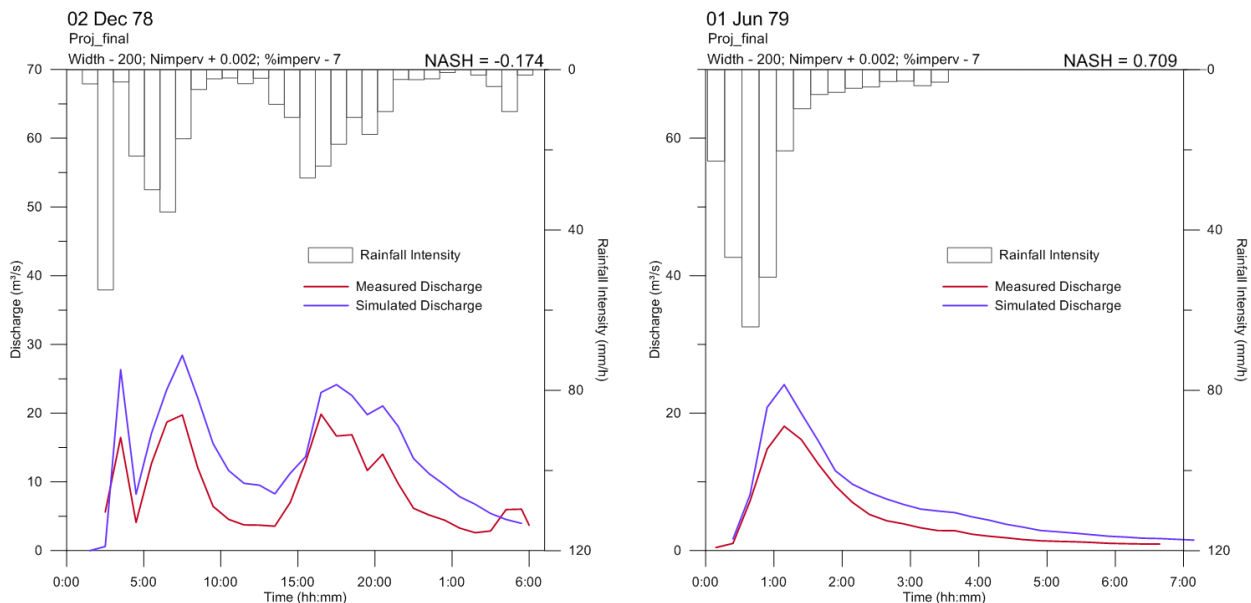 02 Dec 78
Proj_final
Width - 200; Nimperv + 0.002; %imperv - 7
NASH = -0.174
70
60
50
40
30
20
10
0
Discharge (m³/s)
0
40
80
120
Rainfall Intensity (mm/h)
Rainfall Intensity
Measured Discharge
Simulated Discharge
0:00 5:00 10:00 15:00 20:00 1:00 6:00
Time (hh:mm)
01 Jun 79
Proj_final
Width - 200; Nimperv + 0.002; %imperv - 7
NASH = 0.709
60
40
20
0
Discharge (m³/s)
0
40
80
120
Rainfall Intensity (mm/h)
Rainfall Intensity
Measured Discharge
Simulated Discharge
0:00 1:00 2:00 3:00 4:00 5:00 6:00 7:00
Time (hh:mm)